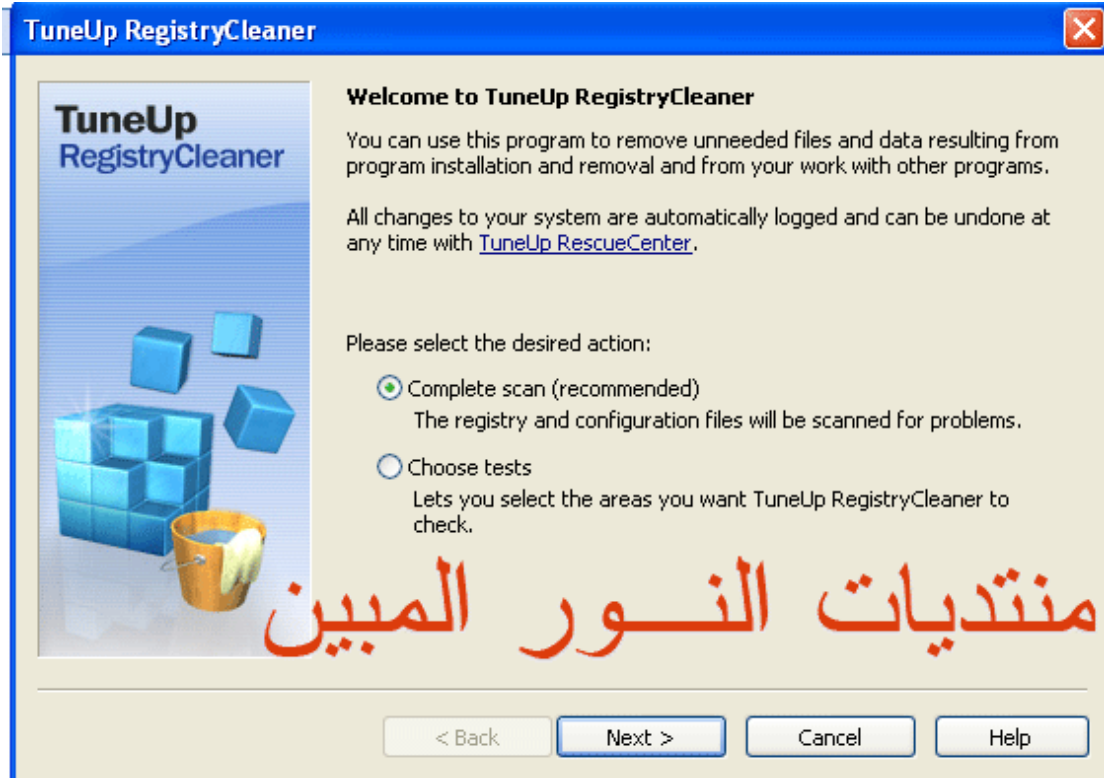 TuneUp RegistryCleaner
TuneUp
RegistryCleaner
Welcome to TuneUp RegistryCleaner
You can use this program to remove unneeded files and data resulting from
program installation and removal and from your work with other programs.
All changes to your system are automatically logged and can be undone at
any time with TuneUp RescueCenter.
Please select the desired action:
Complete scan (recommended)
The registry and configuration files will be scanned for problems.
Choose tests
Lets you select the areas you want TuneUp RegistryCleaner to
check.
منتديات النـــور المبين
< Back
Next >
Cancel
Help